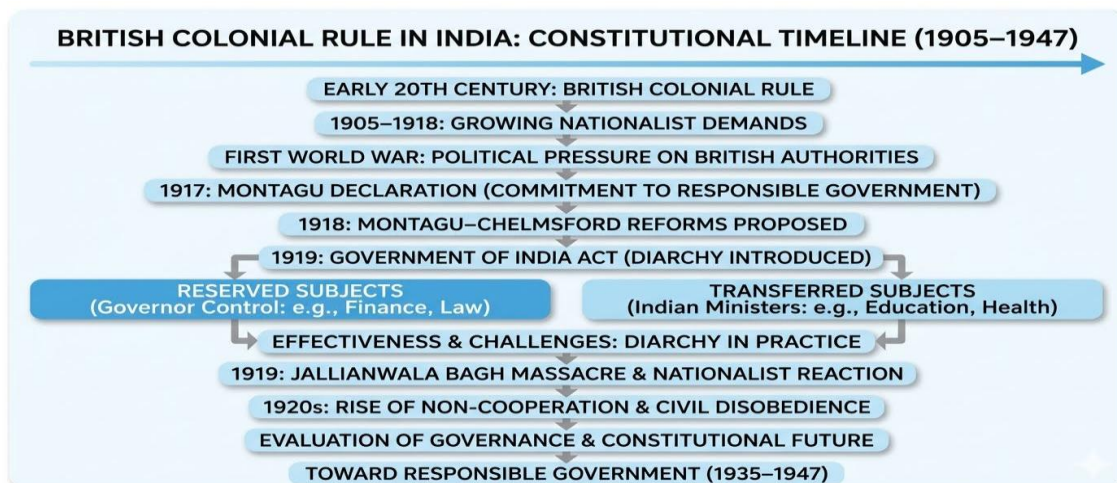 BRITISH COLONIAL RULE IN INDIA: CONSTITUTIONAL TIMELINE (1905–1947)
EARLY 20TH CENTURY: BRITISH COLONIAL RULE
1905–1918: GROWING NATIONALIST DEMANDS
FIRST WORLD WAR: POLITICAL PRESSURE ON BRITISH AUTHORITIES
1917: MONTAGU DECLARATION (COMMITMENT TO RESPONSIBLE GOVERNMENT)
1918: MONTAGU–CHELMSFORD REFORMS PROPOSED
1919: GOVERNMENT OF INDIA ACT (DIARCHY INTRODUCED)
RESERVED SUBJECTS
(Governor Control: e.g., Finance, Law)
TRANSFERRED SUBJECTS
(Indian Ministers: e.g., Education, Health)
EFFECTIVENESS & CHALLENGES: DIARCHY IN PRACTICE
1919: JALLIANWALA BAGH MASSACRE & NATIONALIST REACTION
1920s: RISE OF NON-COOPERATION & CIVIL DISOBEDIENCE
EVALUATION OF GOVERNANCE & CONSTITUTIONAL FUTURE
TOWARD RESPONSIBLE GOVERNMENT (1935–1947)